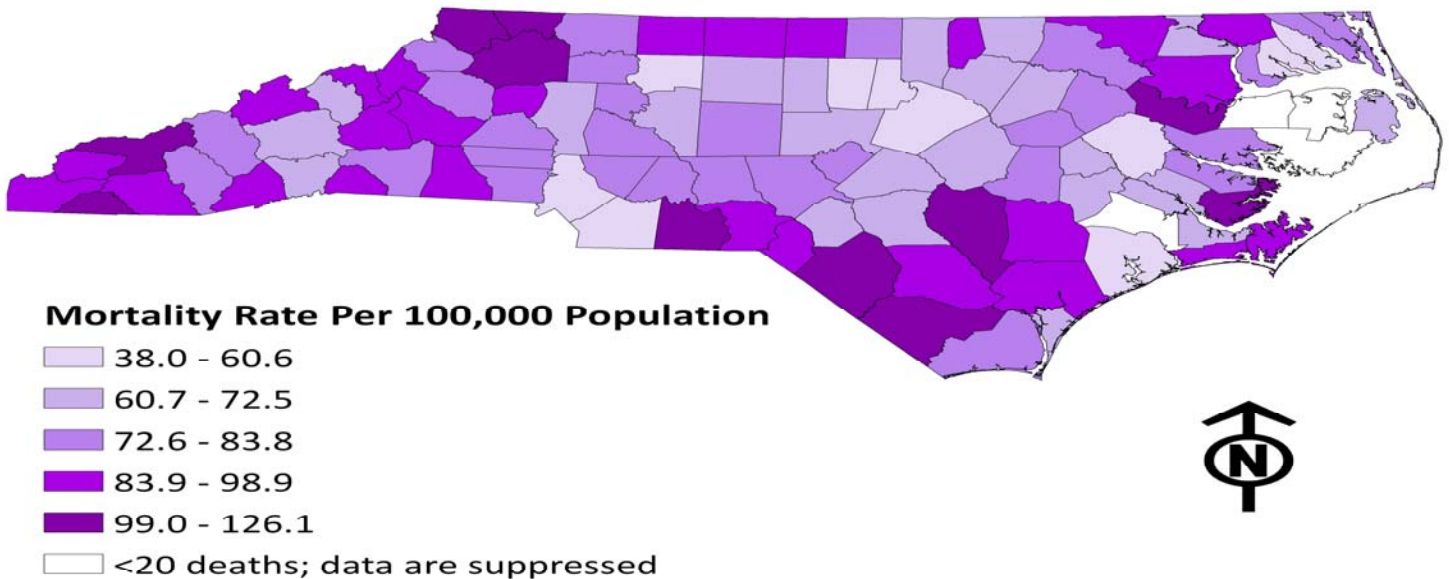 Mortality Rate Per 100,000 Population
38.0 - 60.6
60.7 - 72.5
72.6 - 83.8
83.9 - 98.9
99.0 - 126.1
<20 deaths; data are suppressed
N